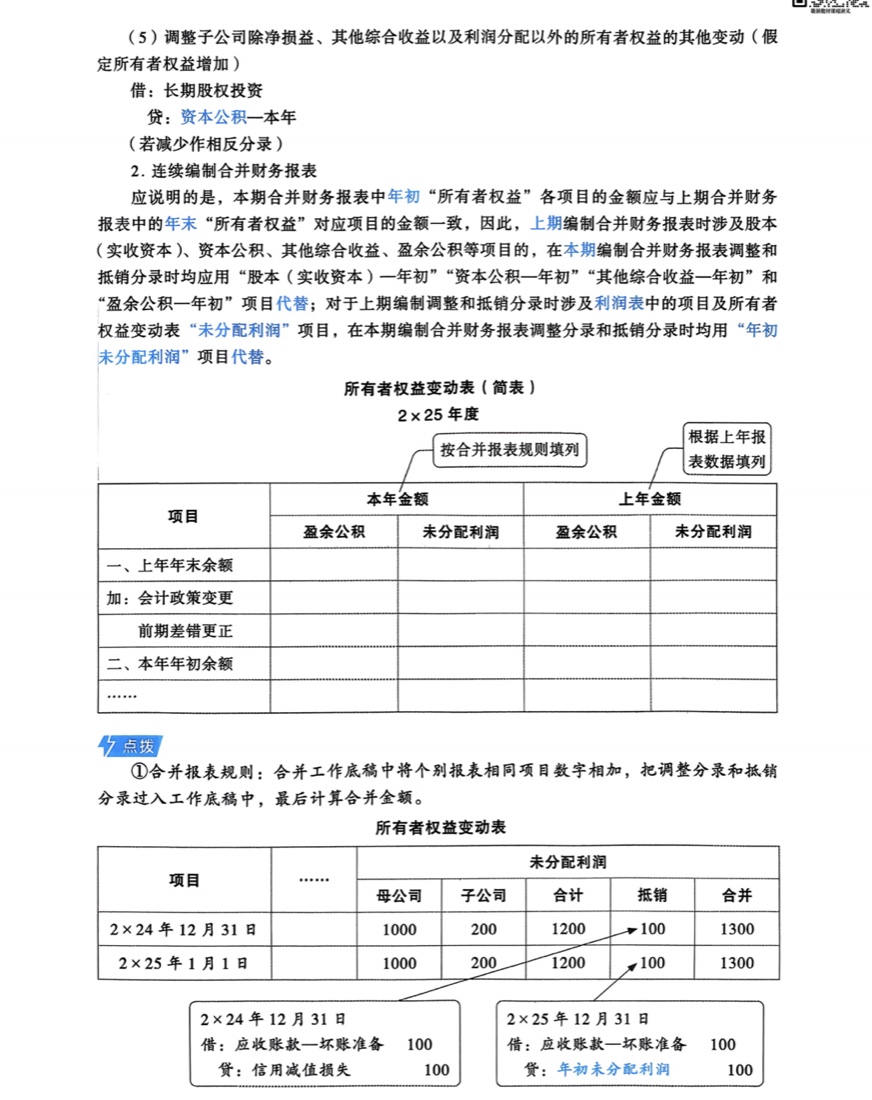 （5）调整子公司除净损益、其他综合收益以及利润分配以外的所有者权益的其他变动（假
定所有者权益增加）
借：长期股权投资
贷：资本公积—本年
（若减少作相反分录）
2. 连续编制合并财务报表
应说明的是，本期合并财务报表中年初“所有者权益”各项目的金额应与上期合并财务
报表中的年末“所有者权益”对应项目的金额一致，因此，上期编制合并财务报表时涉及股本
（实收资本）、资本公积、其他综合收益、盈余公积等项目的，在本期编制合并财务报表调整和
抵销分录时均应用“股本（实收资本）—年初”“资本公积—年初”“其他综合收益—年初”和
“盈余公积—年初”项目代替；对于上期编制调整和抵销分录时涉及利润表中的项目及所有者
权益变动表“未分配利润”项目，在本期编制合并财务报表调整分录和抵销分录时均用“年初
未分配利润”项目代替。
所有者权益变动表（简表）
2×25 年度
按合并报表规则填列
根据上年报
表数据填列
项目 本年金额 上年金额
盈余公积 未分配利润 盈余公积 未分配利润
一、上年年末余额
加：会计政策变更
前期差错更正
二、本年年初余额
……
点拨
①合并报表规则：合并工作底稿中将个别报表相同项目数字相加，把调整分录和抵销
分录过入工作底稿中，最后计算合并金额。
所有者权益变动表
项目 …… 未分配利润
母公司 子公司 合计 抵销 合并
2×24 年 12 月 31 日 1000 200 1200 100 1300
2×25 年 1 月 1 日 1000 200 1200 100 1300
2×24 年 12 月 31 日
借：应收账款—坏账准备 100
贷：信用减值损失 100
2×25 年 12 月 31 日
借：应收账款—坏账准备 100
贷：年初未分配利润 100